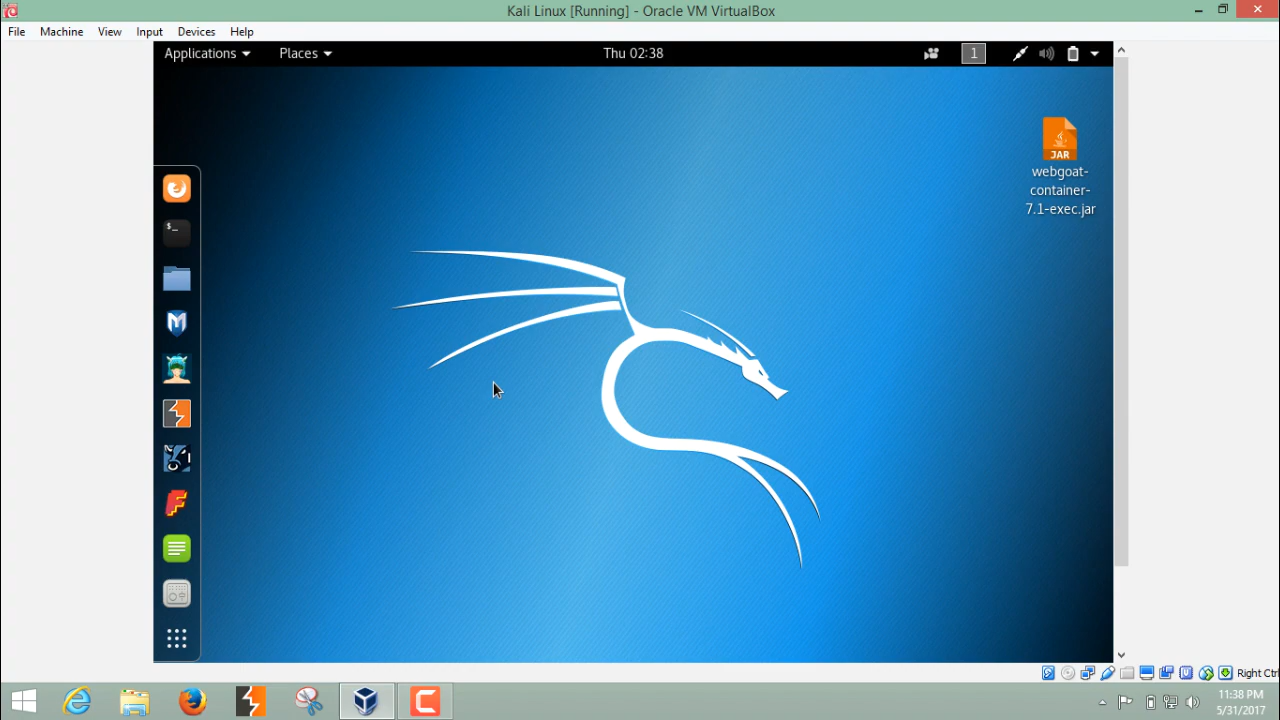 Kali Linux [Running] - Oracle VM VirtualBox
File Machine View Input Devices Help
Applications Places Thu 02:38 1
JAR
webgoat-
container-
7.1-exec.jar
$_
Right Ctrl
11:38 PM
5/31/2017